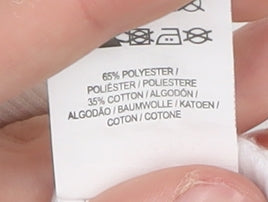 65% POLYESTER /
POLIÉSTER / POLIESTERE
35% COTTON / ALGODÓN /
ALGODÃO / BAUMWOLLE / KATOEN /
COTON / COTONE